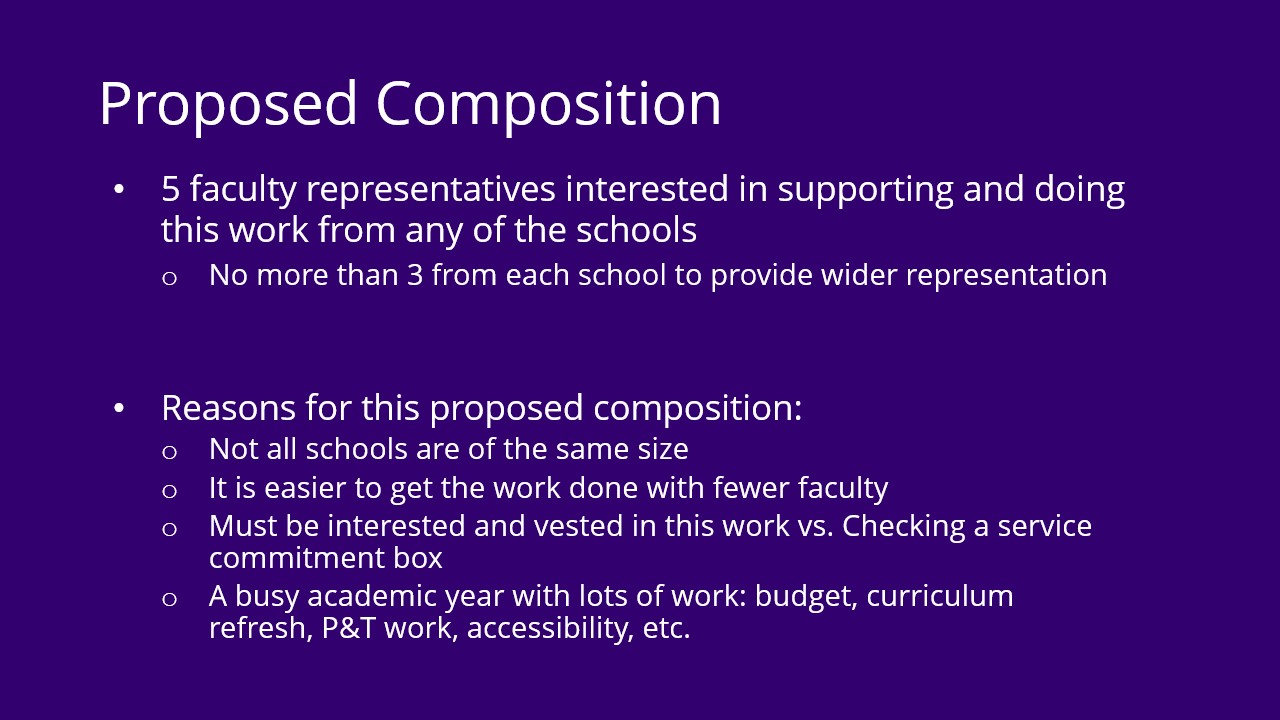 Proposed Composition
• 5 faculty representatives interested in supporting and doing
this work from any of the schools
o No more than 3 from each school to provide wider representation
• Reasons for this proposed composition:
o Not all schools are of the same size
o It is easier to get the work done with fewer faculty
o Must be interested and vested in this work vs. Checking a service
commitment box
o A busy academic year with lots of work: budget, curriculum
refresh, P&T work, accessibility, etc.